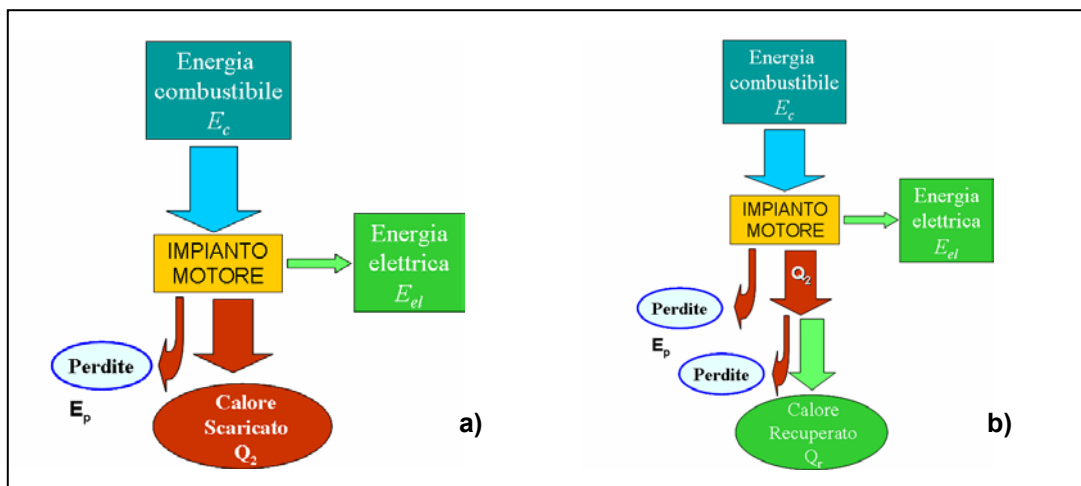 Energia
combustibile
E_c
IMPIANTO
MOTORE
Energia
elettrica
E_el
Perdite
E_p
Calore
Scaricato
Q_2
a)
Energia
combustibile
E_c
IMPIANTO
MOTORE
Energia
elettrica
E_el
Q_2
Perdite
E_p
Perdite
Calore
Recuperato
Q_r
b)